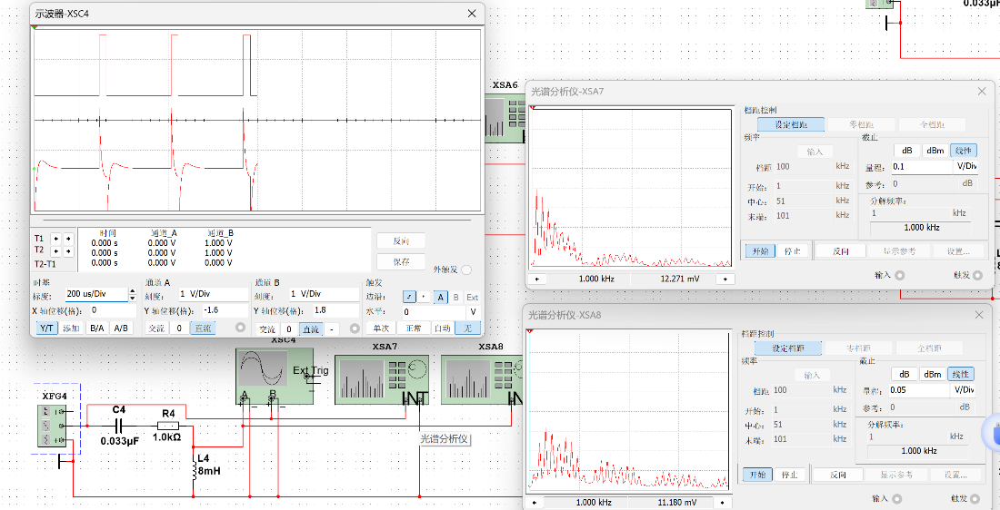 示波器-XSC4
时间 通道_A 通道_B
T1 0.000 s 0.000 V 1.000 V
T2 0.000 s 0.000 V 1.000 V
T2-T1 0.000 s 0.000 V 0.000 V
反向
保存
外触发
时基
标度: 200 us/Div
X 轴位移(格): 0
Y/T 添加 B/A A/B
通道 A
刻度: 1 V/Div
Y 轴位移(格): -1.6
交流 0 直流
通道 B
刻度: 1 V/Div
Y 轴位移(格): 1.8
交流 0 直流 -
触发
边沿: A B Ext
水平: 0 V
单次 正常 自动 无
0.033µF
XSA6
光谱分析仪-XSA7
档距控制
设定档距 零档距 全档距
频率
输入
档距 100 kHz
开始: 1 kHz
中心: 51 kHz
末端: 101 kHz
截止
dB dBm 线性
量程: 0.1 V/Div
参考: 0 dB
分解频率:
1 kHz
1.000 kHz
开始 停止 反向 显示参考 设置...
1.000 kHz 12.271 mV
输入 触发
光谱分析仪-XSA8
档距控制
设定档距 零档距 全档距
频率
输入
档距 100 kHz
开始: 1 kHz
中心: 51 kHz
末端: 101 kHz
截止
dB dBm 线性
量程: 0.05 V/Div
参考: 0 dB
分解频率:
1 kHz
1.000 kHz
开始 停止 反向 显示参考 设置...
1.000 kHz 11.180 mV
输入 触发
XSC4
Ext Trig
A B
XSA7
INT
XSA8
INT
光谱分析仪
XFG4
C4
0.033µF
R4
1.0kΩ
L4
8mH